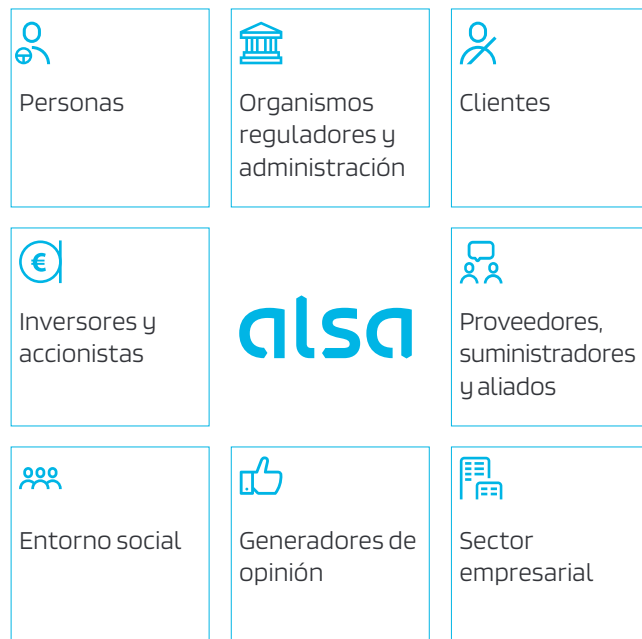 Personas
Organismos
reguladores y
administración
Clientes
€
Inversores y
accionistas
alsa
Proveedores,
suministradores
y aliados
Entorno social
Generadores de
opinión
Sector
empresarial